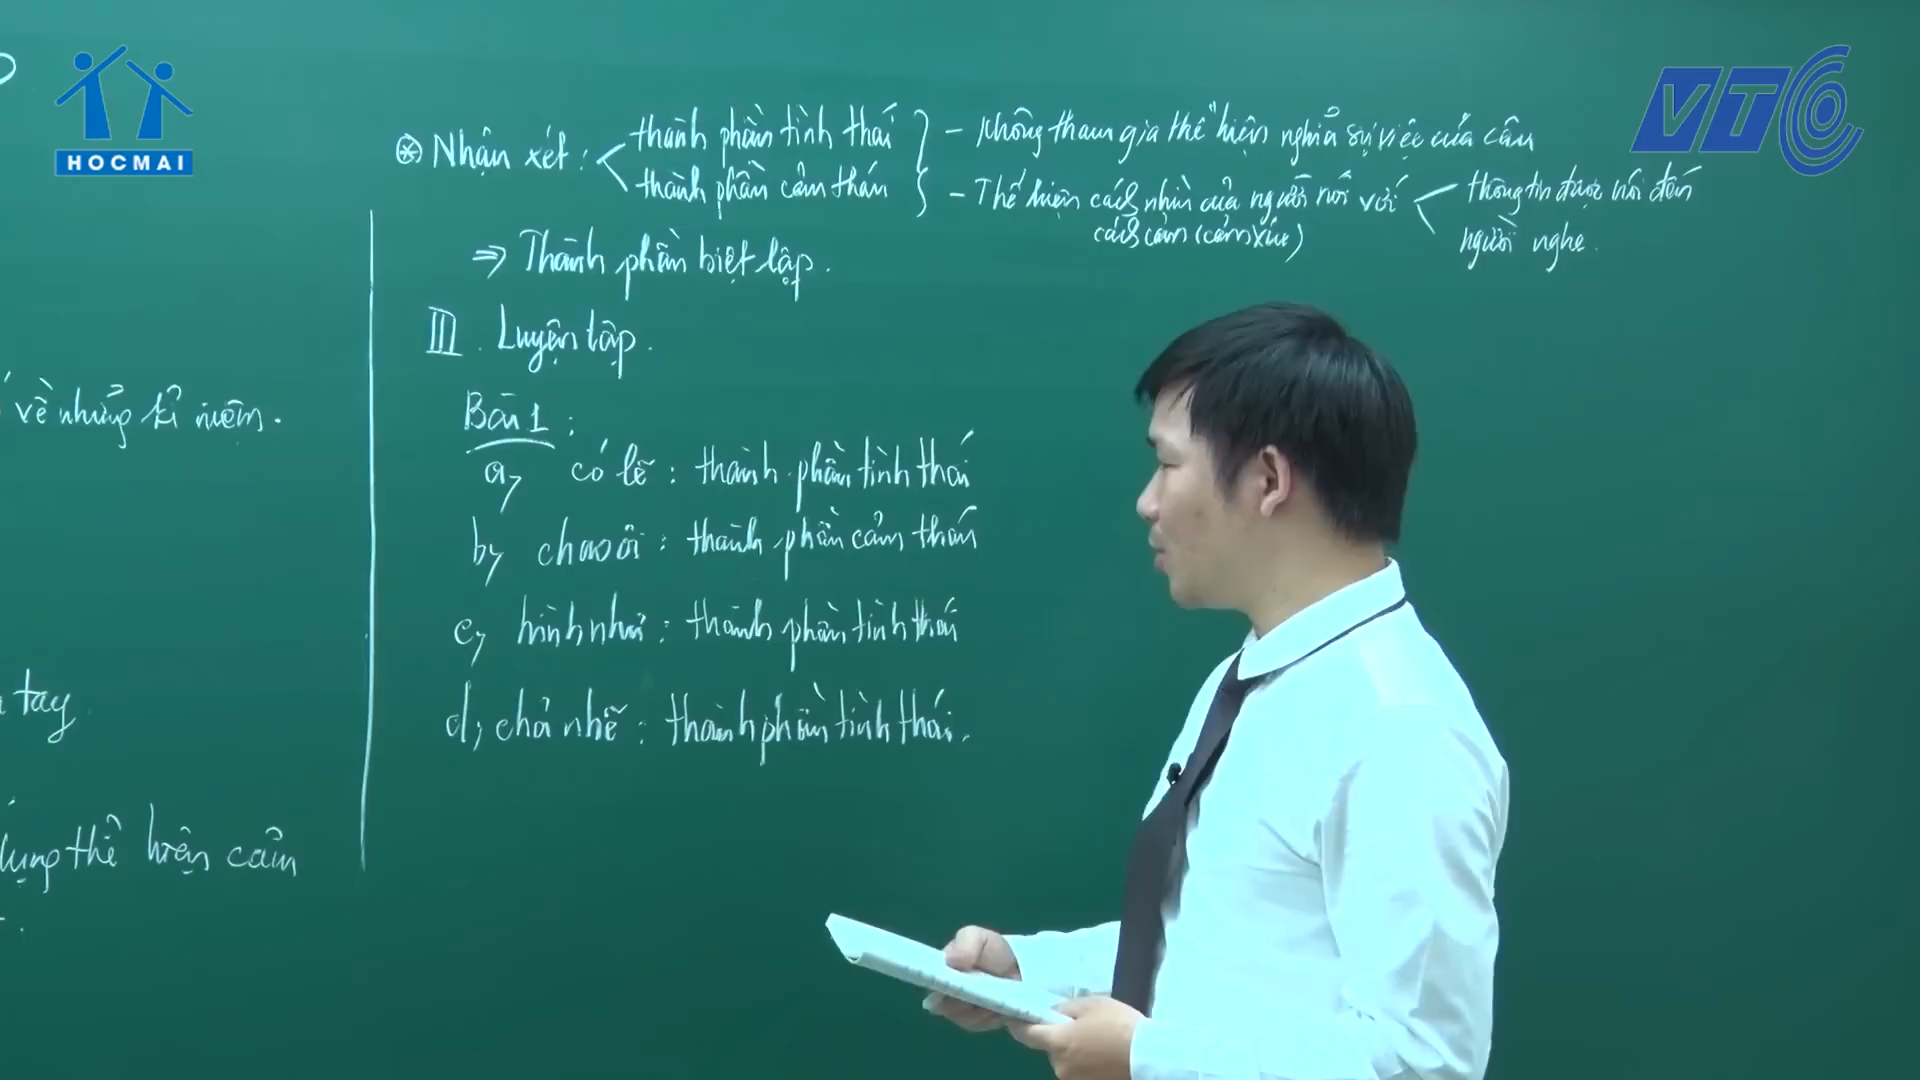 HOCMAI
VTC
⊛ Nhận xét: thành phần tình thái
thành phần cảm thán
- Không tham gia thể hiện nghĩa sự việc của câu
- Thể hiện cách nhìn của người nói với thông tin được nói đến
cách cảm (cảm xúc)
người nghe.
⇒ Thành phần biệt lập.
III. Luyện tập.
Bài 1:
a, có lẽ: thành phần tình thái
b, chao ôi: thành phần cảm thán
c, hình như: thành phần tình thái
d, chả nhẽ: thành phần tình thái.
về những kỉ niệm.
tay
thể hiện cảm